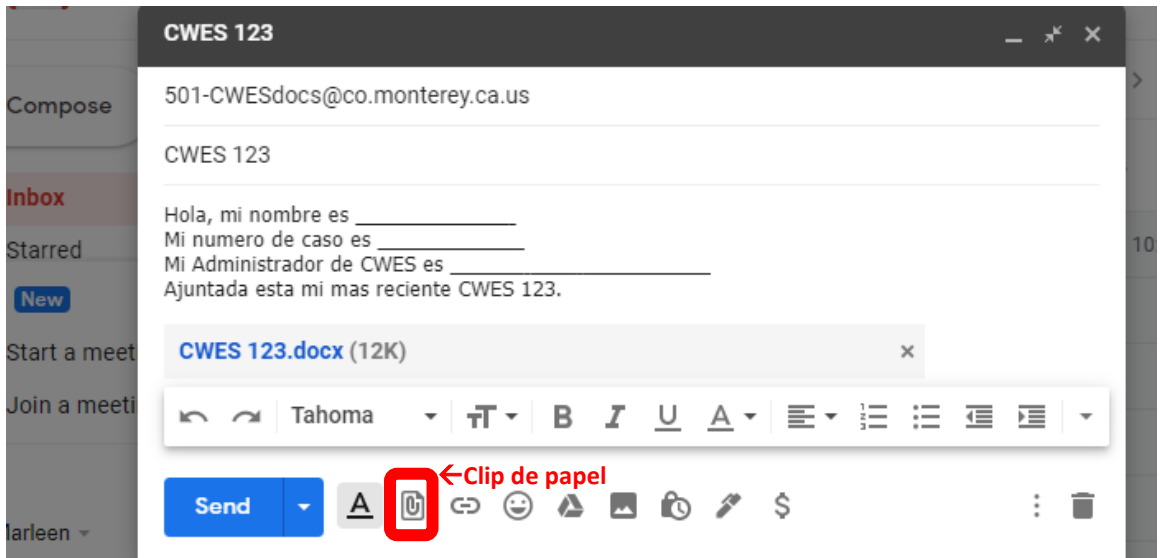 CWES 123
501-CWESdocs@co.monterey.ca.us
Compose
CWES 123
Inbox
Hola, mi nombre es _______________
Starred
Mi numero de caso es ______________
10
Mi Administrador de CWES es _________________________
New
Ajuntada esta mi mas reciente CWES 123.
Start a meet
CWES 123.docx (12K)
Join a meeti
Tahoma
Clip de papel
Send
arleen